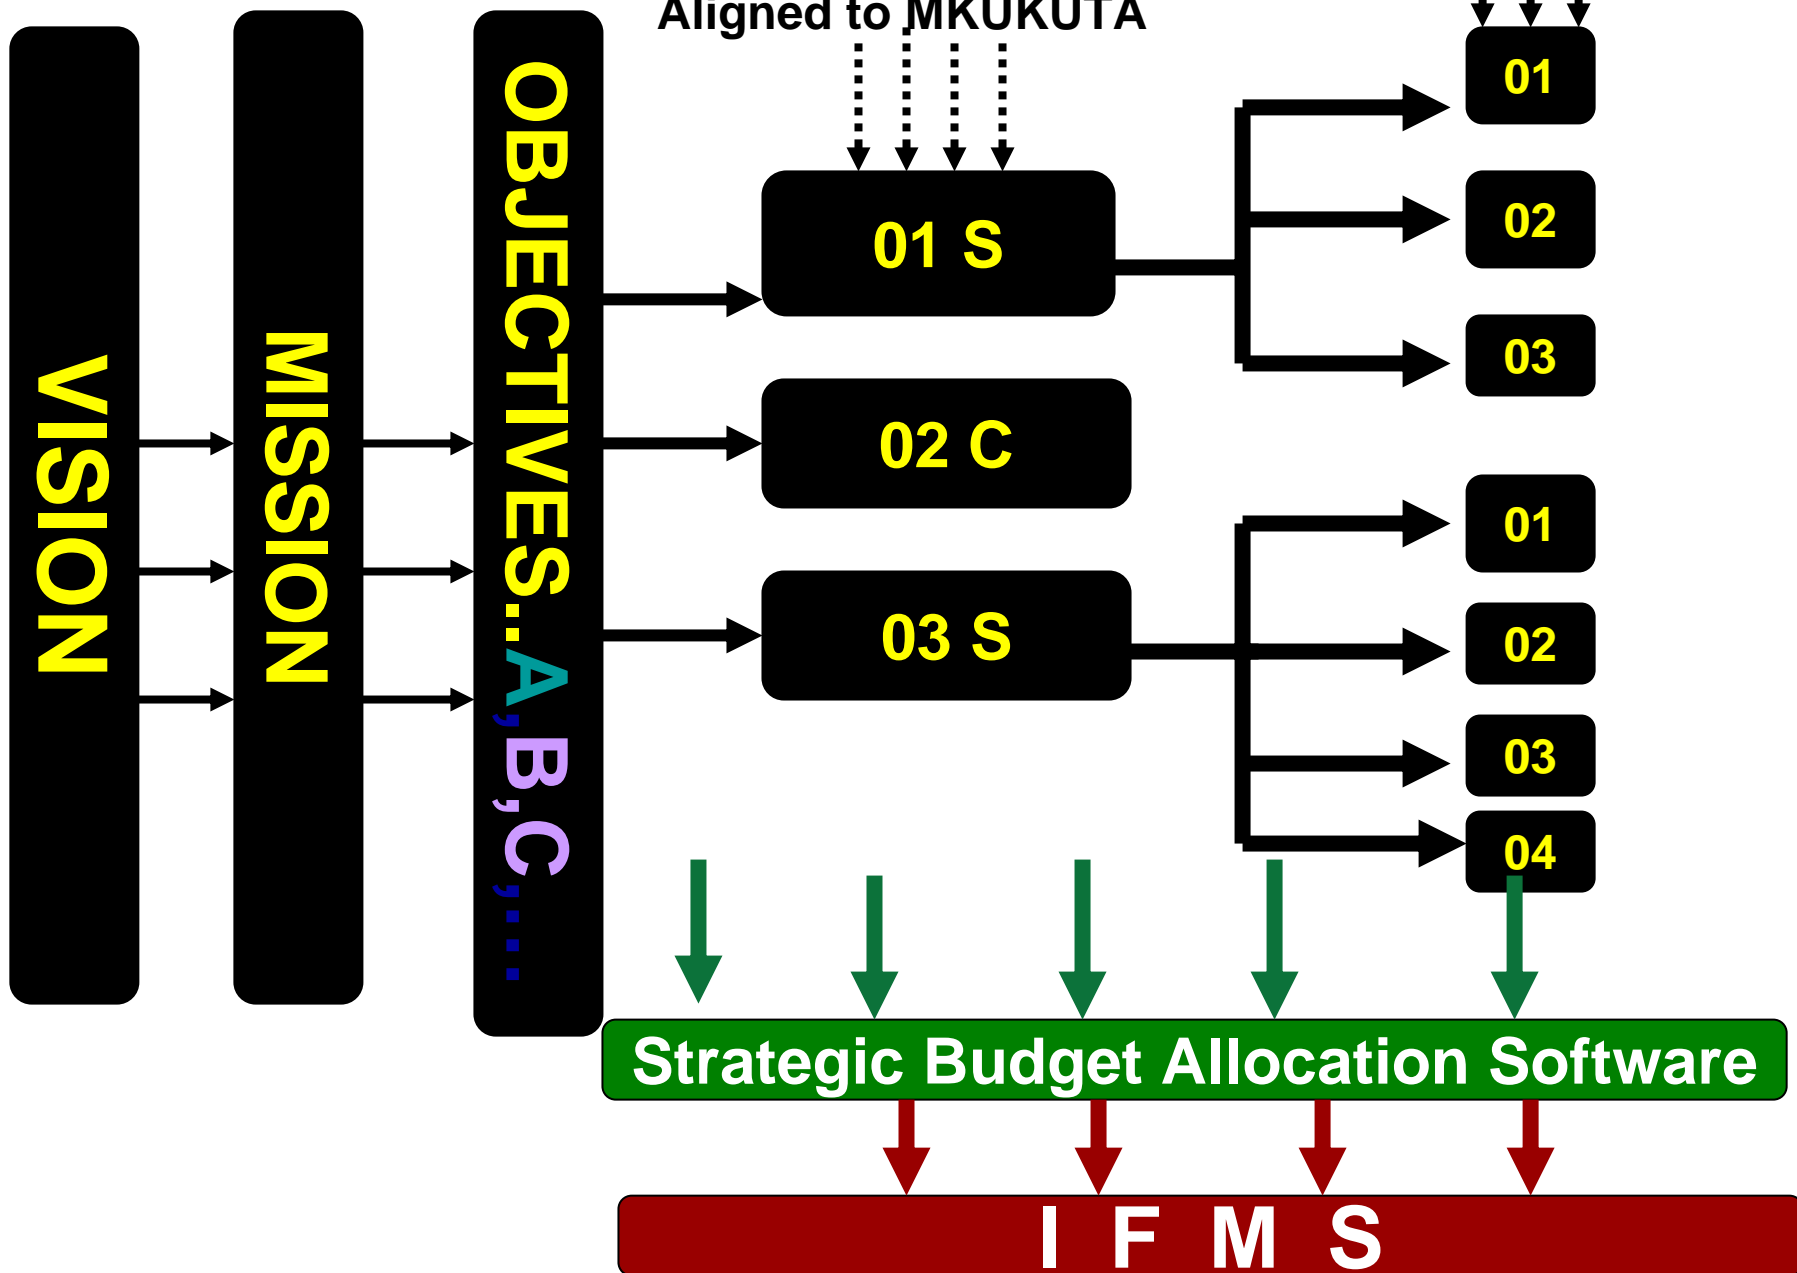 Aligned to MKUKUTA
VISION
MISSION
OBJECTIVES...A,B,C,...
01 S
02 C
03 S
01
02
03
01
02
03
04
Strategic Budget Allocation Software
I F M S